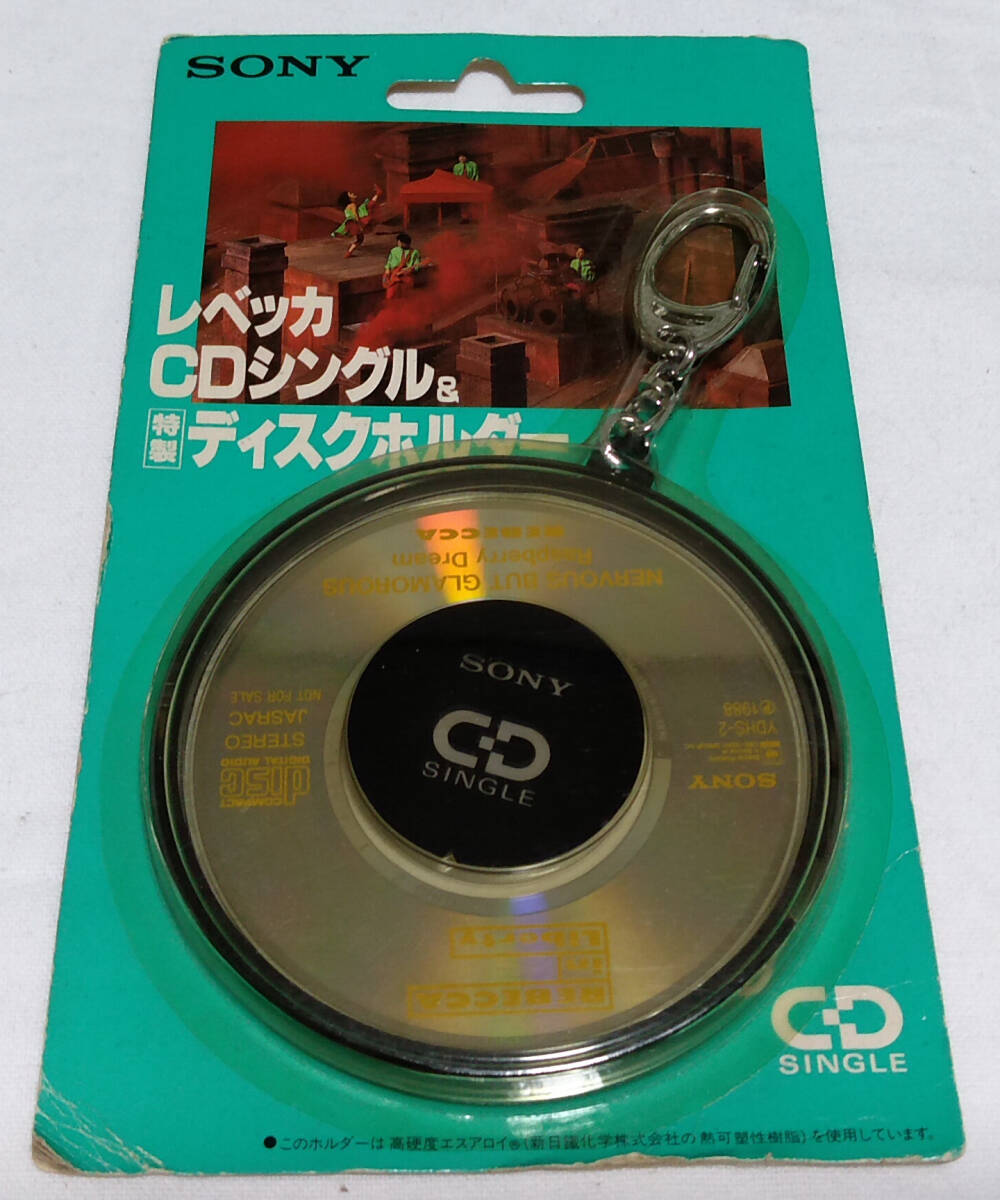 SONY
レベッカ
CDシングル&
特製 ディスクホルダー
NERVOUS BUT GLAMOROUS
Raspberry Dream
REBECCA
SONY
CD
SINGLE
SONY
YDHS-2
Ⓟ1988
COMPACT
disc
DIGITAL AUDIO
STEREO
JASRAC
NOT FOR SALE
REBECCA
in
Liberty
CD
SINGLE
●このホルダーは高硬度エスアロイ®(新日鐵化学株式会社の熱可塑性樹脂)を使用しています。